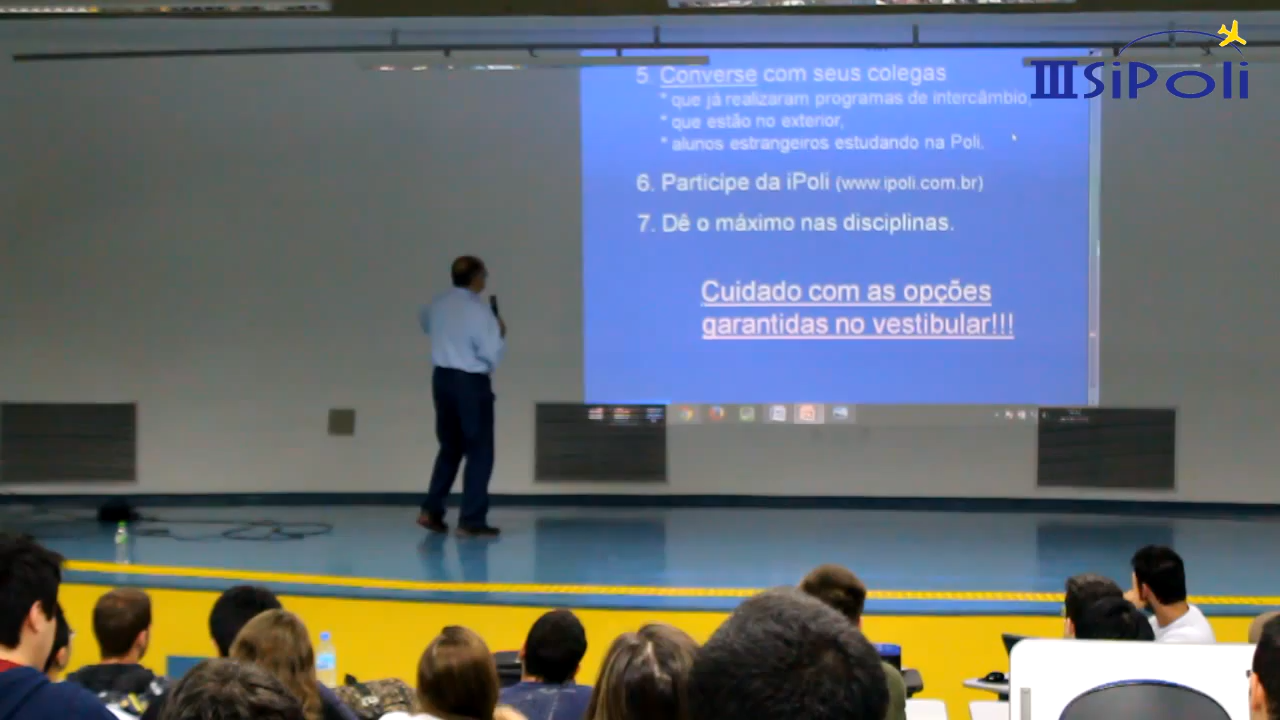 IIISiPoli
5. Converse com seus colegas
* que já realizaram programas de intercâmbio,
* que estão no exterior,
* alunos estrangeiros estudando na Poli.
6. Participe da iPoli (www.ipoli.com.br)
7. Dê o máximo nas disciplinas.
Cuidado com as opções
garantidas no vestibular!!!